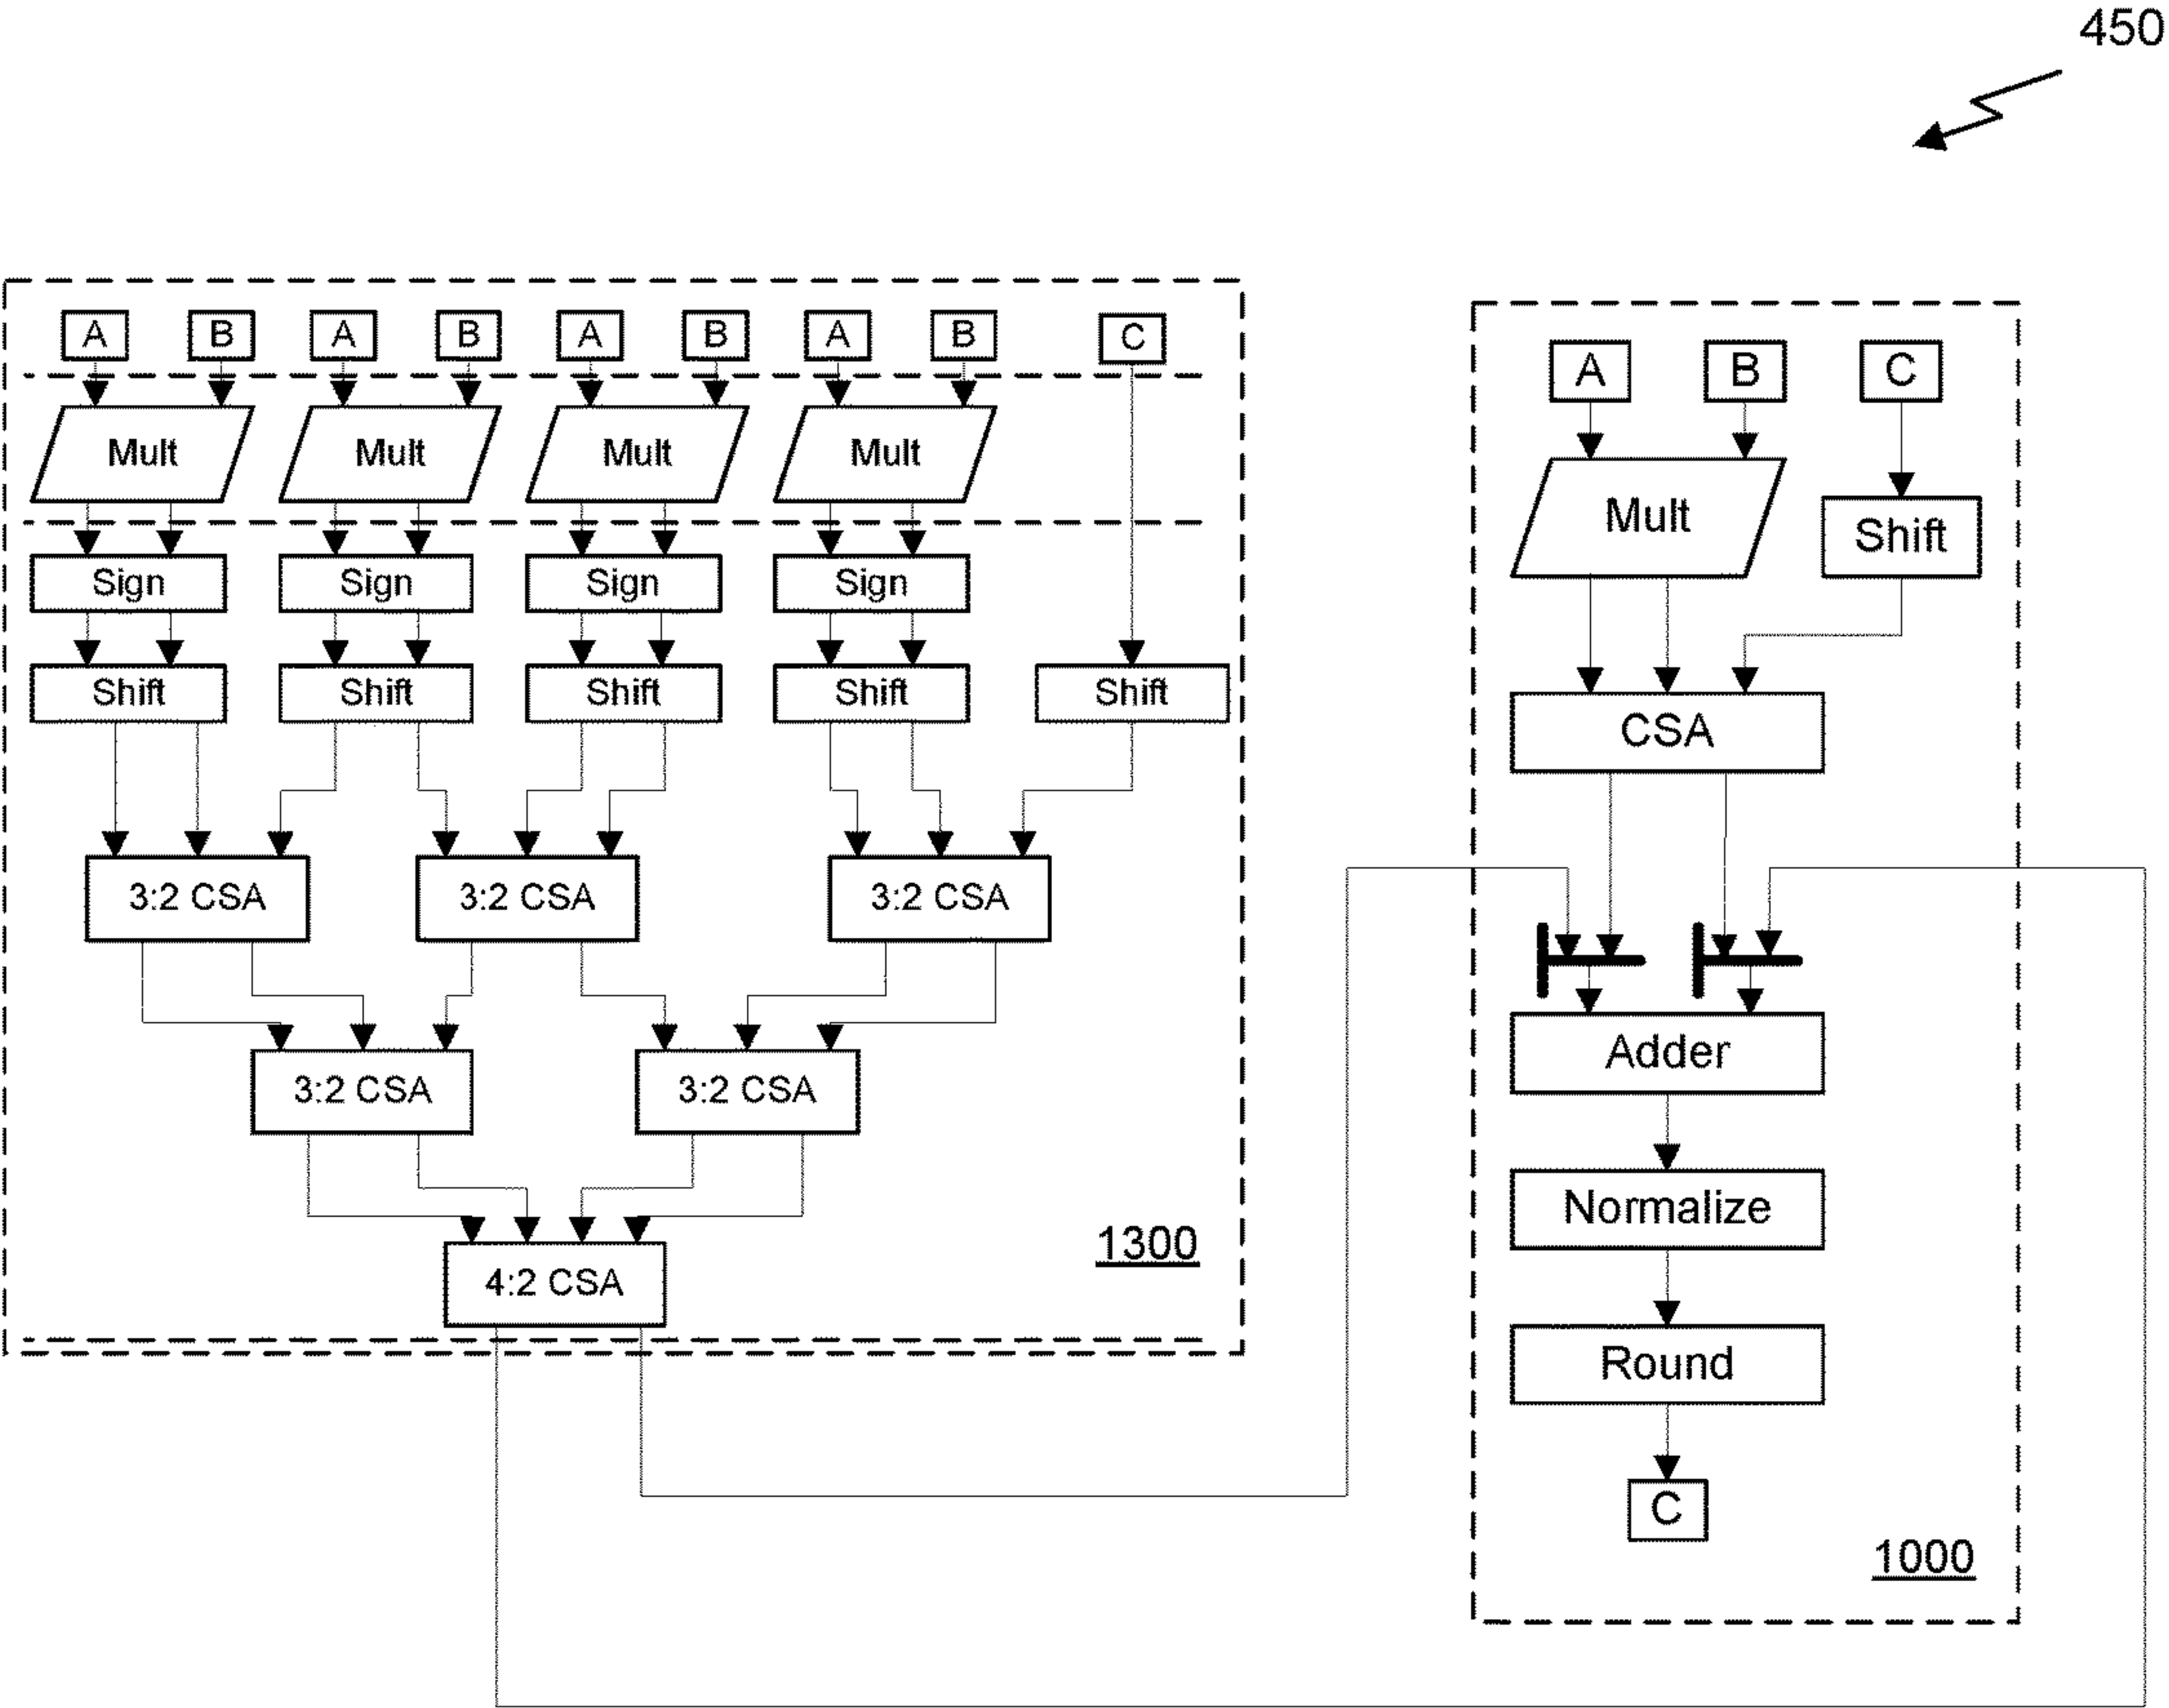 450
A B A B A B A B C
Mult Mult Mult Mult
Sign Sign Sign Sign
Shift Shift Shift Shift Shift
3:2 CSA 3:2 CSA 3:2 CSA
3:2 CSA 3:2 CSA
4:2 CSA
1300
A B C
Mult Shift
CSA
Adder
Normalize
Round
C
1000